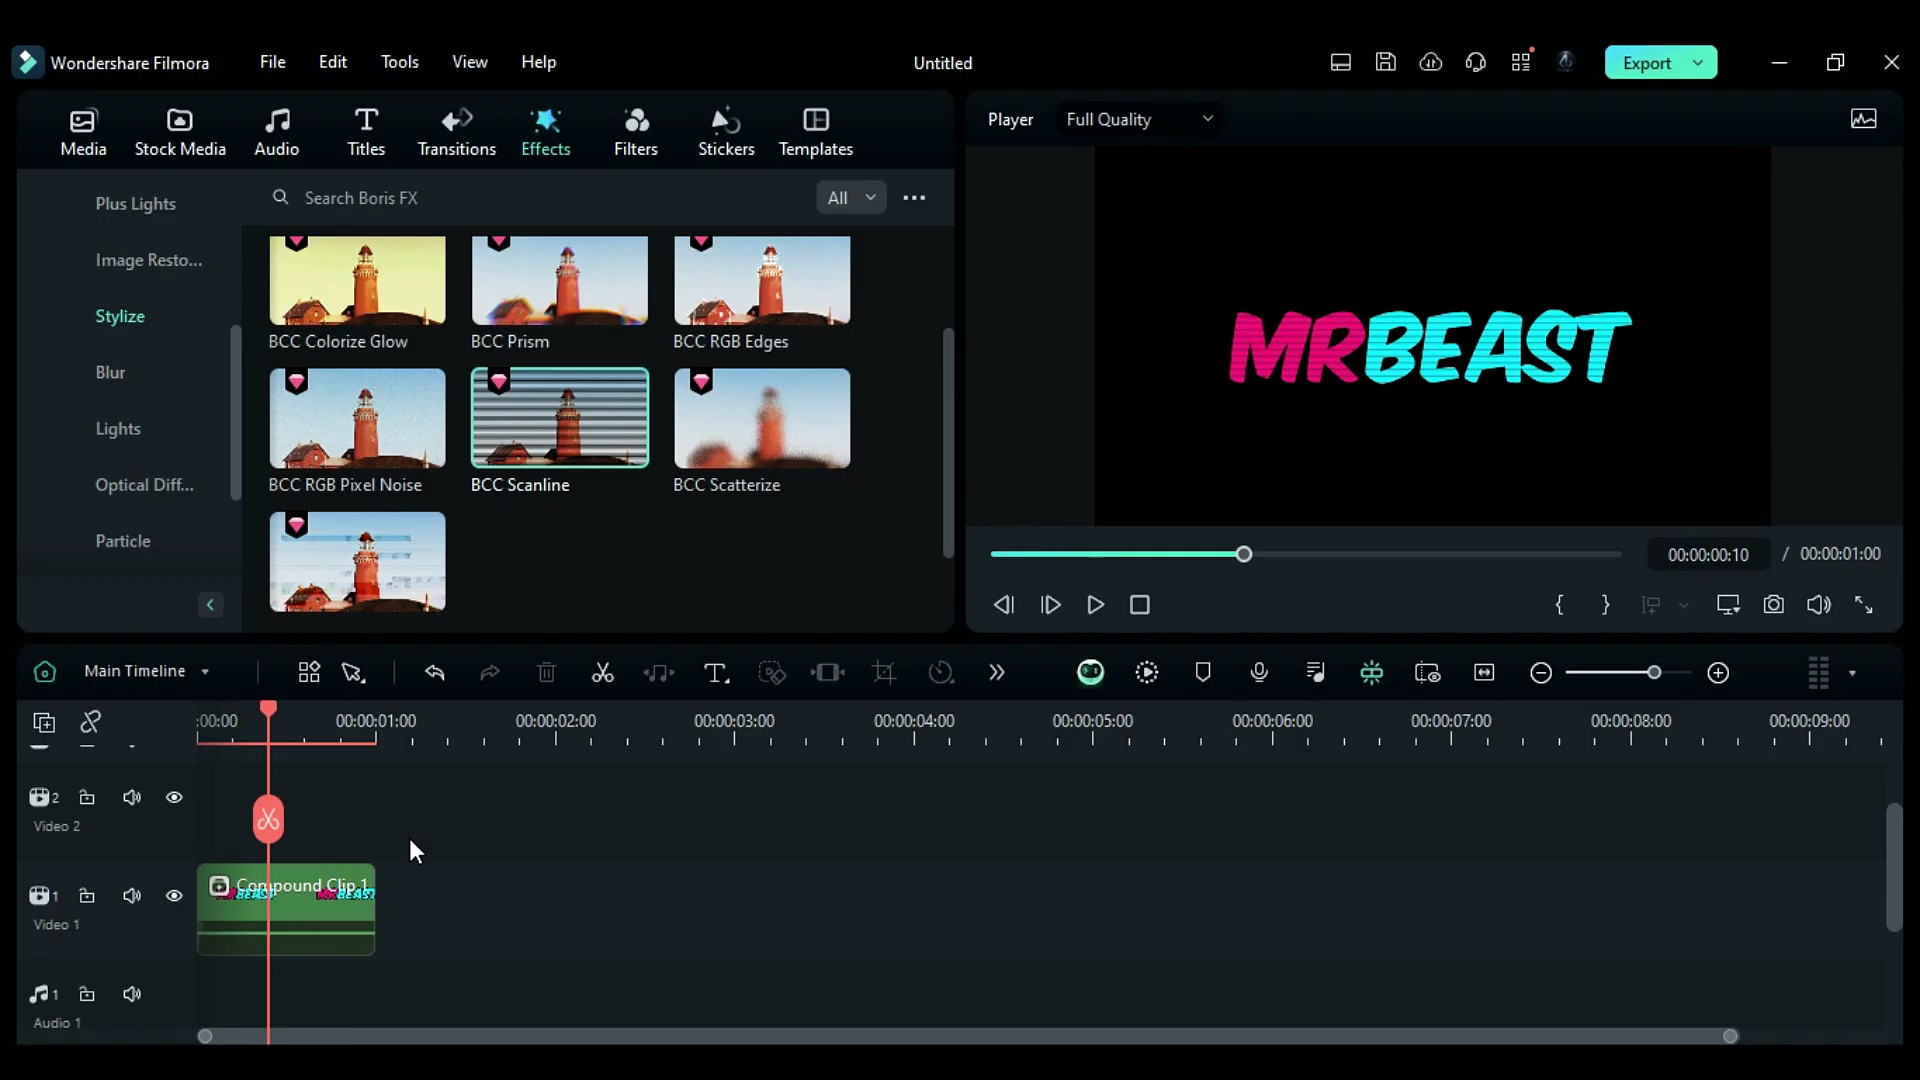 Wondershare Filmora File Edit Tools View Help Untitled Export
Media Stock Media Audio Titles Transitions Effects Filters Stickers Templates
Player Full Quality
Plus Lights
Image Resto...
Stylize
Blur
Lights
Optical Diff...
Particle
Search Boris FX All
BCC Colorize Glow BCC Prism BCC RGB Edges
BCC RGB Pixel Noise BCC Scanline BCC Scatterize
MRBEAST
00:00:00:10 / 00:00:01:00
{ }
Main Timeline
:00:00 00:00:01:00 00:00:02:00 00:00:03:00 00:00:04:00 00:00:05:00 00:00:06:00 00:00:07:00 00:00:08:00 00:00:09:00
2
Video 2
Compound Clip 1
MRBEAST MRBEAST
1
Video 1
1
Audio 1